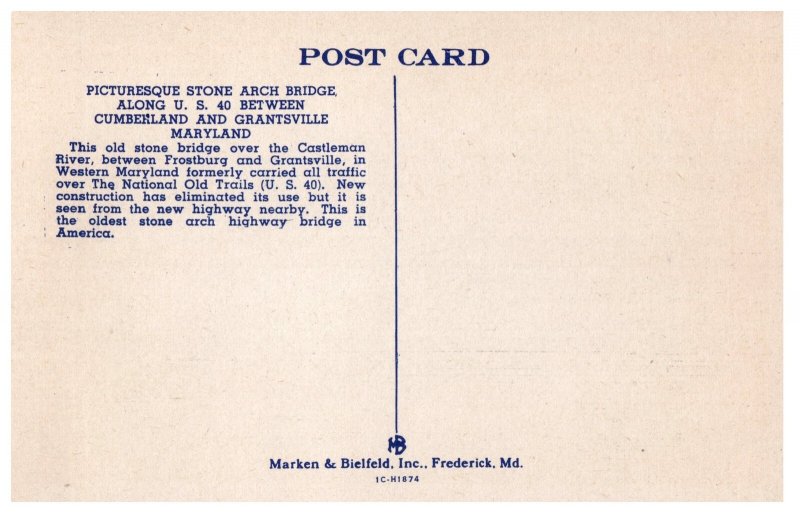 POST CARD
PICTURESQUE STONE ARCH BRIDGE,
ALONG U. S. 40 BETWEEN
CUMBERLAND AND GRANTSVILLE
MARYLAND
This old stone bridge over the Castleman
River, between Frostburg and Grantsville, in
Western Maryland formerly carried all traffic
over The National Old Trails (U. S. 40). New
construction has eliminated its use but it is
seen from the new highway nearby. This is
the oldest stone arch highway bridge in
America.
MB
Marken & Bielfeld, Inc., Frederick, Md.
1C-H1874